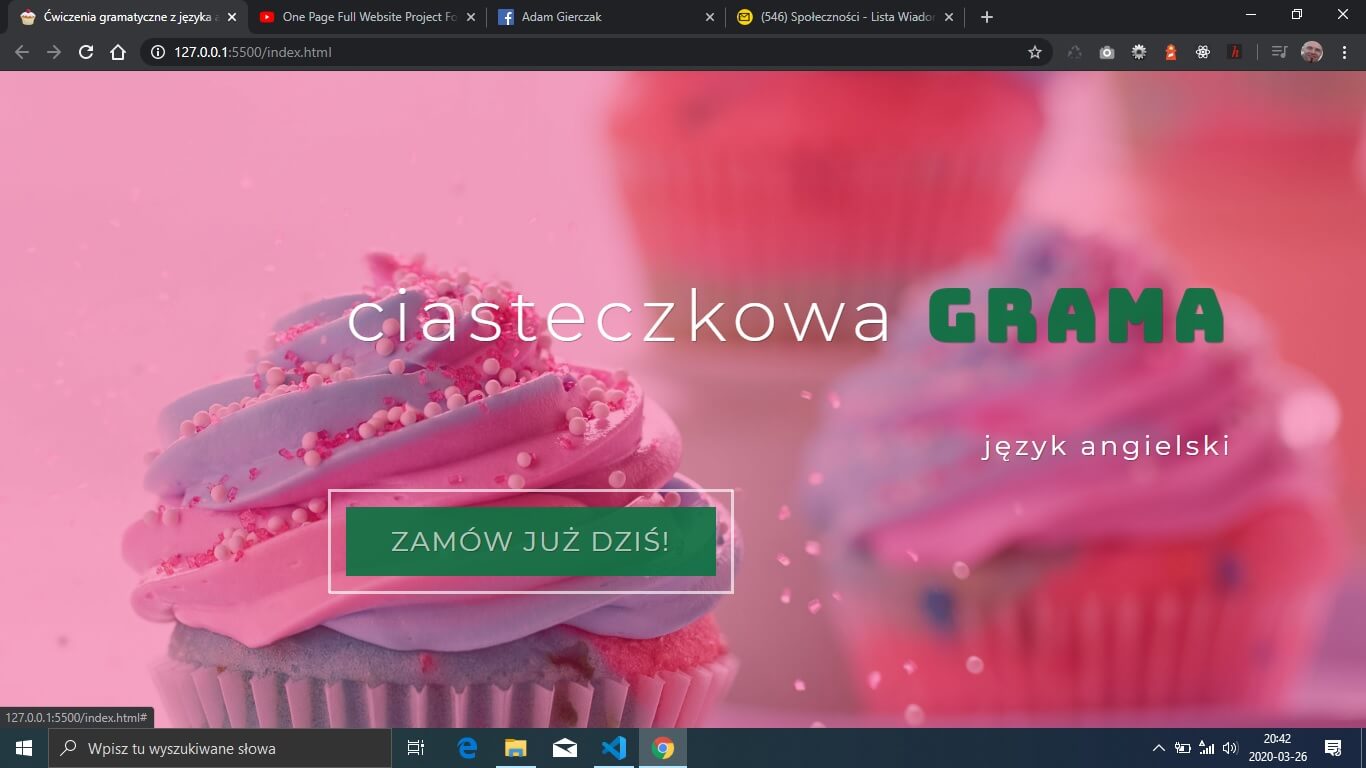 Ćwiczenia gramatyczne z języka a
One Page Full Website Project Fo
Adam Gierczak
(546) Społeczności - Lista Wiador
127.0.0.1:5500/index.html
h
ciasteczkowa GRAMA
język angielski
ZAMÓW JUŻ DZIŚ!
127.0.0.1:5500/index.html#
Wpisz tu wyszukiwane słowa
20:42
2020-03-26